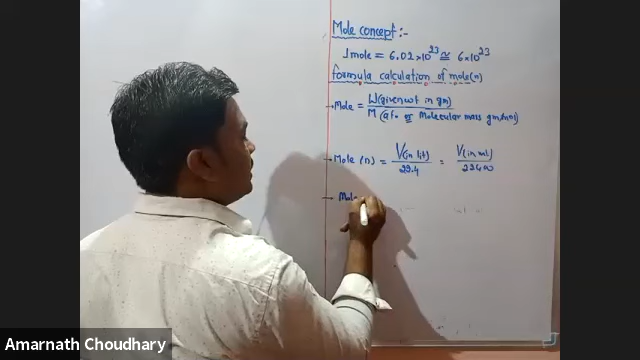 Mole concept :-
1 mole = 6.02 × 10²³ ≅ 6 × 10²³
formula calculation of mole(n)
→ Mole = W(given wt in gm) / M (at. or Molecular mass gm/mol)
→ Mole (n) = V(in lit) / 22.4 = V(in ml) / 22400
→ Mole
Amarnath Choudhary